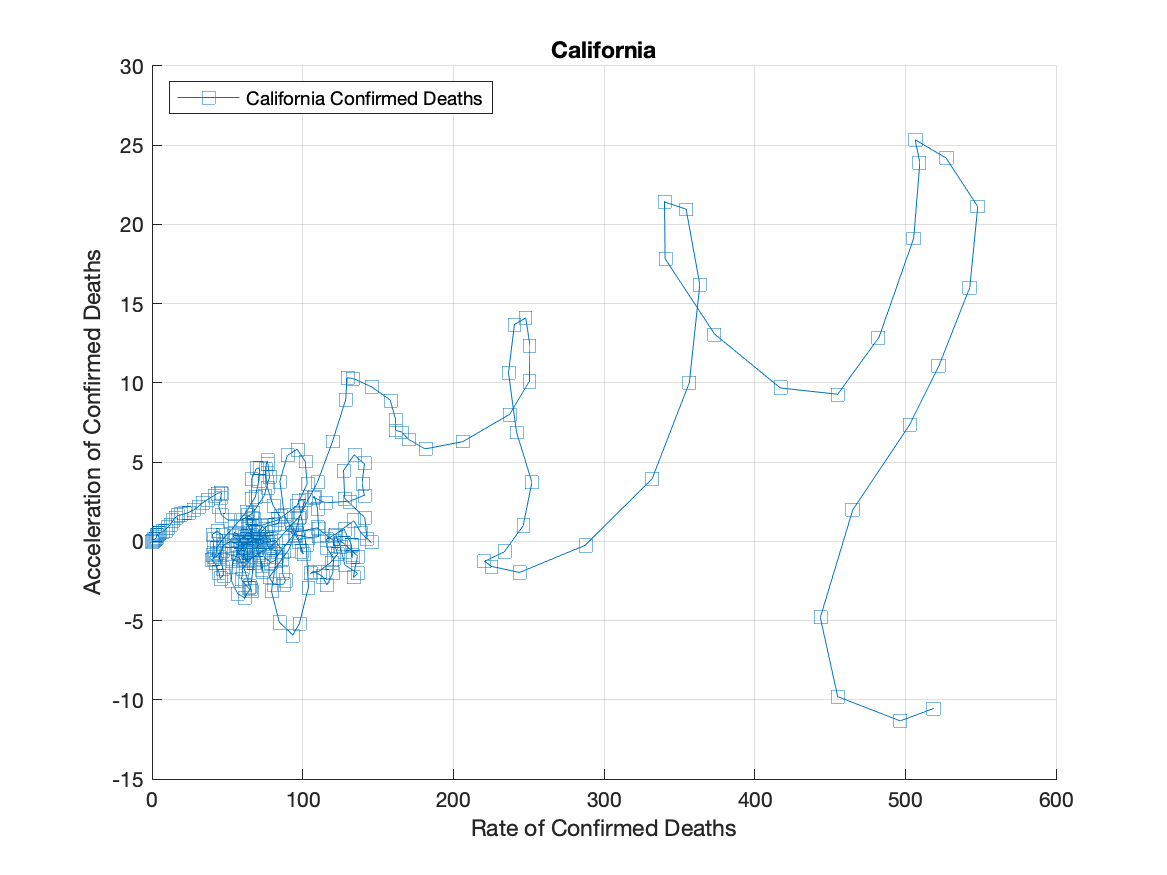 California
California Confirmed Deaths
30
25
20
15
10
5
0
-5
-10
-15
0 100 200 300 400 500 600
Acceleration of Confirmed Deaths
Rate of Confirmed Deaths